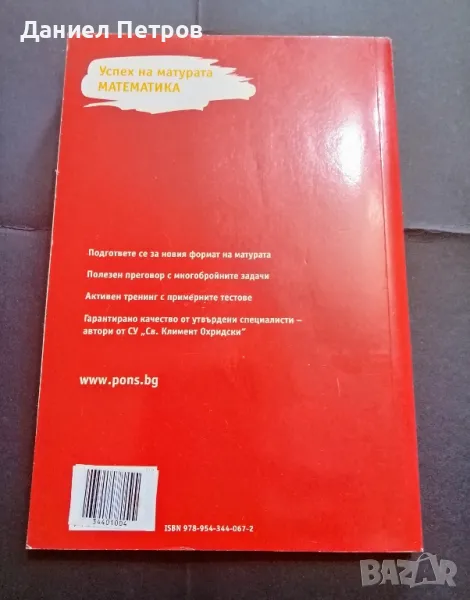 Даниел Петров
Успех на матурата
МАТЕМАТИКА
Подгответе се за новия формат на матурата
Полезен преговор с многобройните задачи
Активен тренинг с примерните тестове
Гарантирано качество от утвърдени специалисти –
автори от СУ „Св. Климент Охридски“
www.pons.bg
34401004
ISBN 978-954-344-067-2
BAZAR